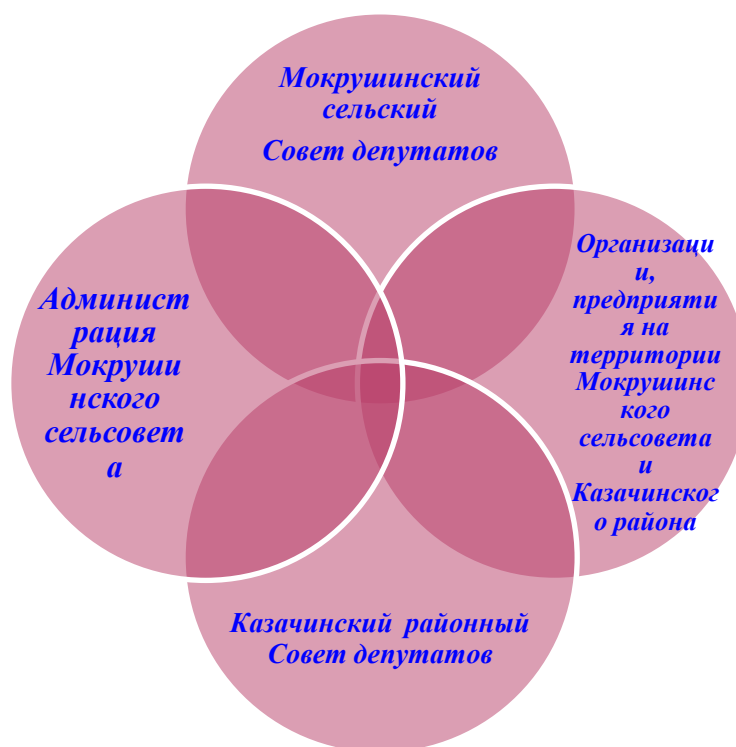 Мокрушинский
сельский
Совет депутатов
Админист
рация
Мокруши
нского
сельсовет
а
Организаци
и,
предприяти
я на
территории
Мокрушинс
кого
сельсовета
и
Казачинског
о района
Казачинский районный
Совет депутатов